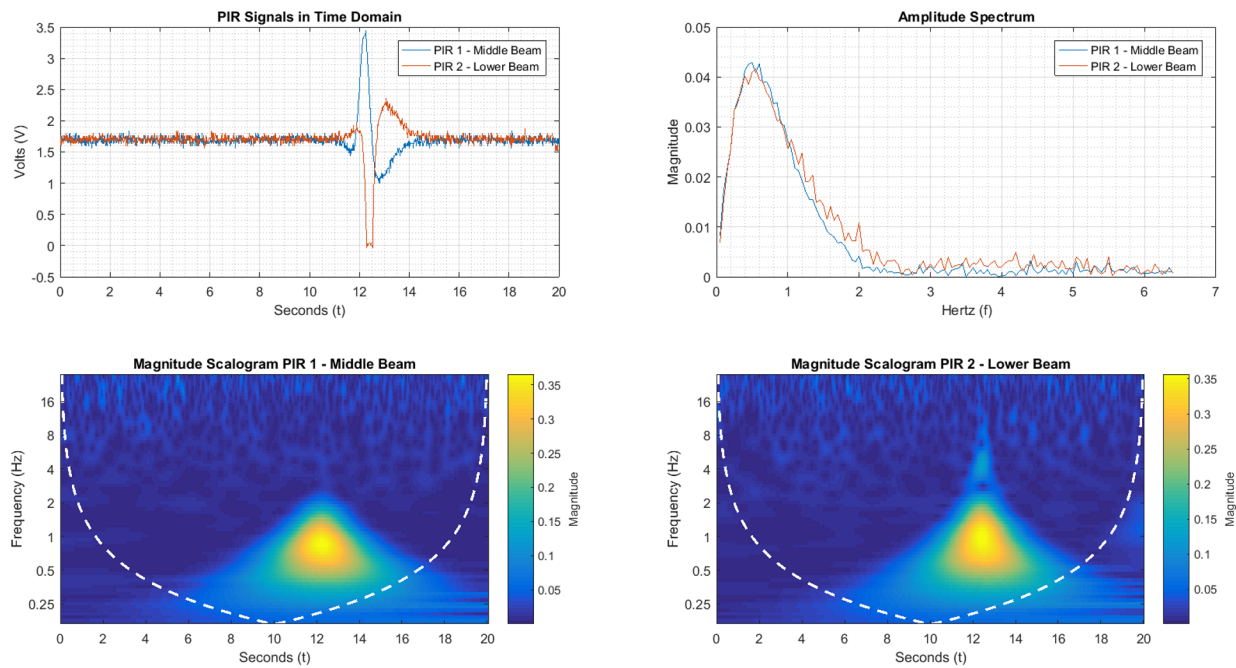 PIR Signals in Time Domain
3.5
3
2.5
2
1.5
1
0.5
0
-0.5
Volts (V)
PIR 1 - Middle Beam
PIR 2 - Lower Beam
0 2 4 6 8 10 12 14 16 18 20
Seconds (t)
Amplitude Spectrum
0.05
0.04
0.03
0.02
0.01
0
Magnitude
PIR 1 - Middle Beam
PIR 2 - Lower Beam
0 1 2 3 4 5 6 7
Hertz (f)
Magnitude Scalogram PIR 1 - Middle Beam
16
8
4
2
1
0.5
0.25
Frequency (Hz)
0 2 4 6 8 10 12 14 16 18 20
Seconds (t)
0.35
0.30
0.25
0.20
0.15
0.10
0.05
Magnitude
Magnitude Scalogram PIR 2 - Lower Beam
16
8
4
2
1
0.5
0.25
Frequency (Hz)
0 2 4 6 8 10 12 14 16 18 20
Seconds (t)
0.35
0.30
0.25
0.20
0.15
0.10
0.05
Magnitude